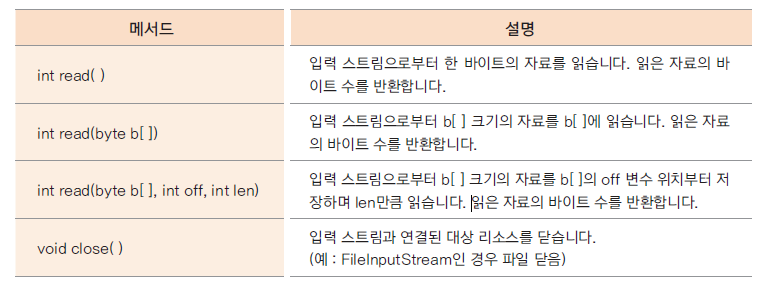 메서드 설명
int read( ) 입력 스트림으로부터 한 바이트의 자료를 읽습니다. 읽은 자료의 바
이트 수를 반환합니다.
int read(byte b[ ]) 입력 스트림으로부터 b[ ] 크기의 자료를 b[ ]에 읽습니다. 읽은 자료
의 바이트 수를 반환합니다.
int read(byte b[ ], int off, int len) 입력 스트림으로부터 b[ ] 크기의 자료를 b[ ]의 off 변수 위치부터 저
장하며 len만큼 읽습니다. 읽은 자료의 바이트 수를 반환합니다.
void close( ) 입력 스트림과 연결된 대상 리소스를 닫습니다.
(예 : FileInputStream인 경우 파일 닫음)